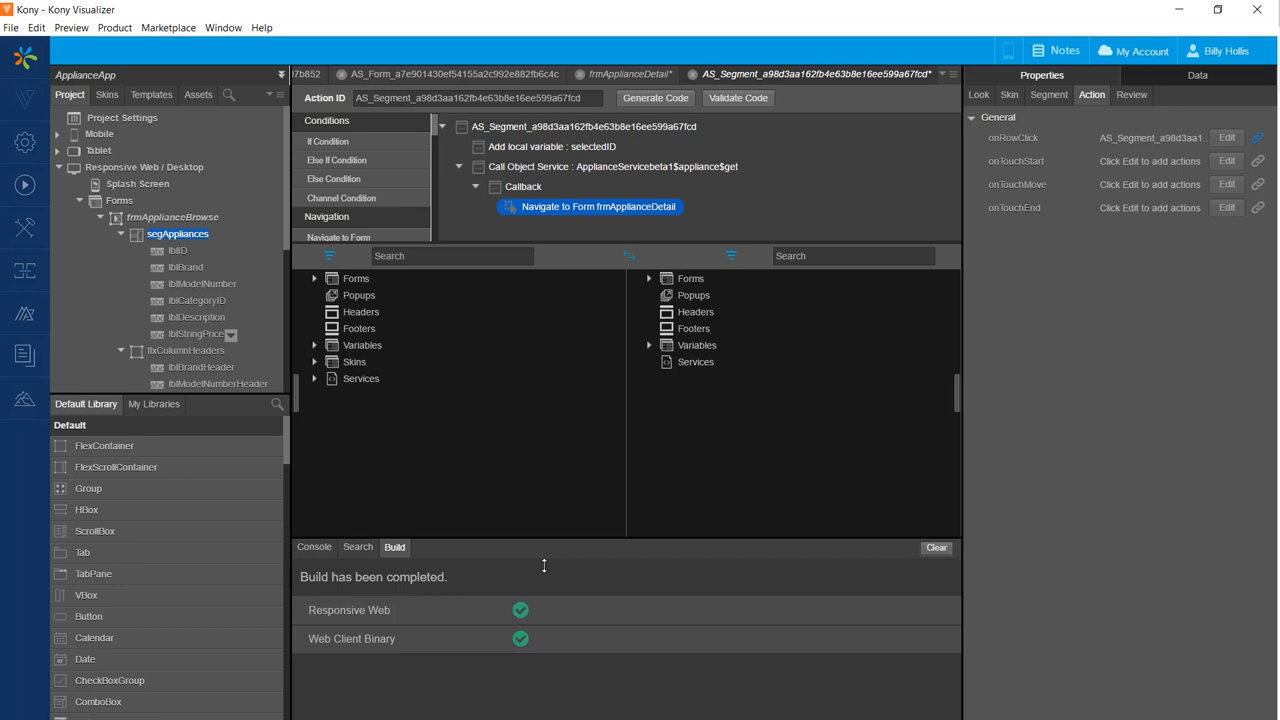 Kony - Kony Visualizer
File Edit Preview Product Marketplace Window Help
Notes My Account Billy Hollis
ApplianceApp
Project Skins Templates Assets
Project Settings
Mobile
Tablet
Responsive Web / Desktop
Splash Screen
Forms
frmApplianceBrowse
segAppliances
lblID
lblBrand
lblModelNumber
lblCategoryID
lblDescription
lblStringPrice
flxColumnHeaders
lblBrandHeader
lblModelNumberHeader
Default Library My Libraries
Default
FlexContainer
FlexScrollContainer
Group
HBox
ScrollBox
Tab
TabPane
VBox
Button
Calendar
Date
CheckBoxGroup
ComboBox
!7b852 AS_Form_a7e901430ef54155a2c992e882fb6c4c frmApplianceDetail* AS_Segment_a98d3aa162fb4e63b8e16ee599a67fcd*
Action ID AS_Segment_a98d3aa162fb4e63b8e16ee599a67fcd Generate Code Validate Code
Conditions
If Condition
Else If Condition
Else Condition
Channel Condition
Navigation
Navigate to Form
AS_Segment_a98d3aa162fb4e63b8e16ee599a67fcd
Add local variable : selectedID
Call Object Service : ApplianceServicebeta1$appliance$get
Callback
Navigate to Form frmApplianceDetail
Search
Forms
Popups
Headers
Footers
Variables
Skins
Services
Search
Forms
Popups
Headers
Footers
Variables
Services
Console Search Build Clear
Build has been completed.
Responsive Web
Web Client Binary
Properties Data
Look Skin Segment Action Review
General
onRowClick AS_Segment_a98d3aa1... Edit
onTouchStart Click Edit to add actions Edit
onTouchMove Click Edit to add actions Edit
onTouchEnd Click Edit to add actions Edit